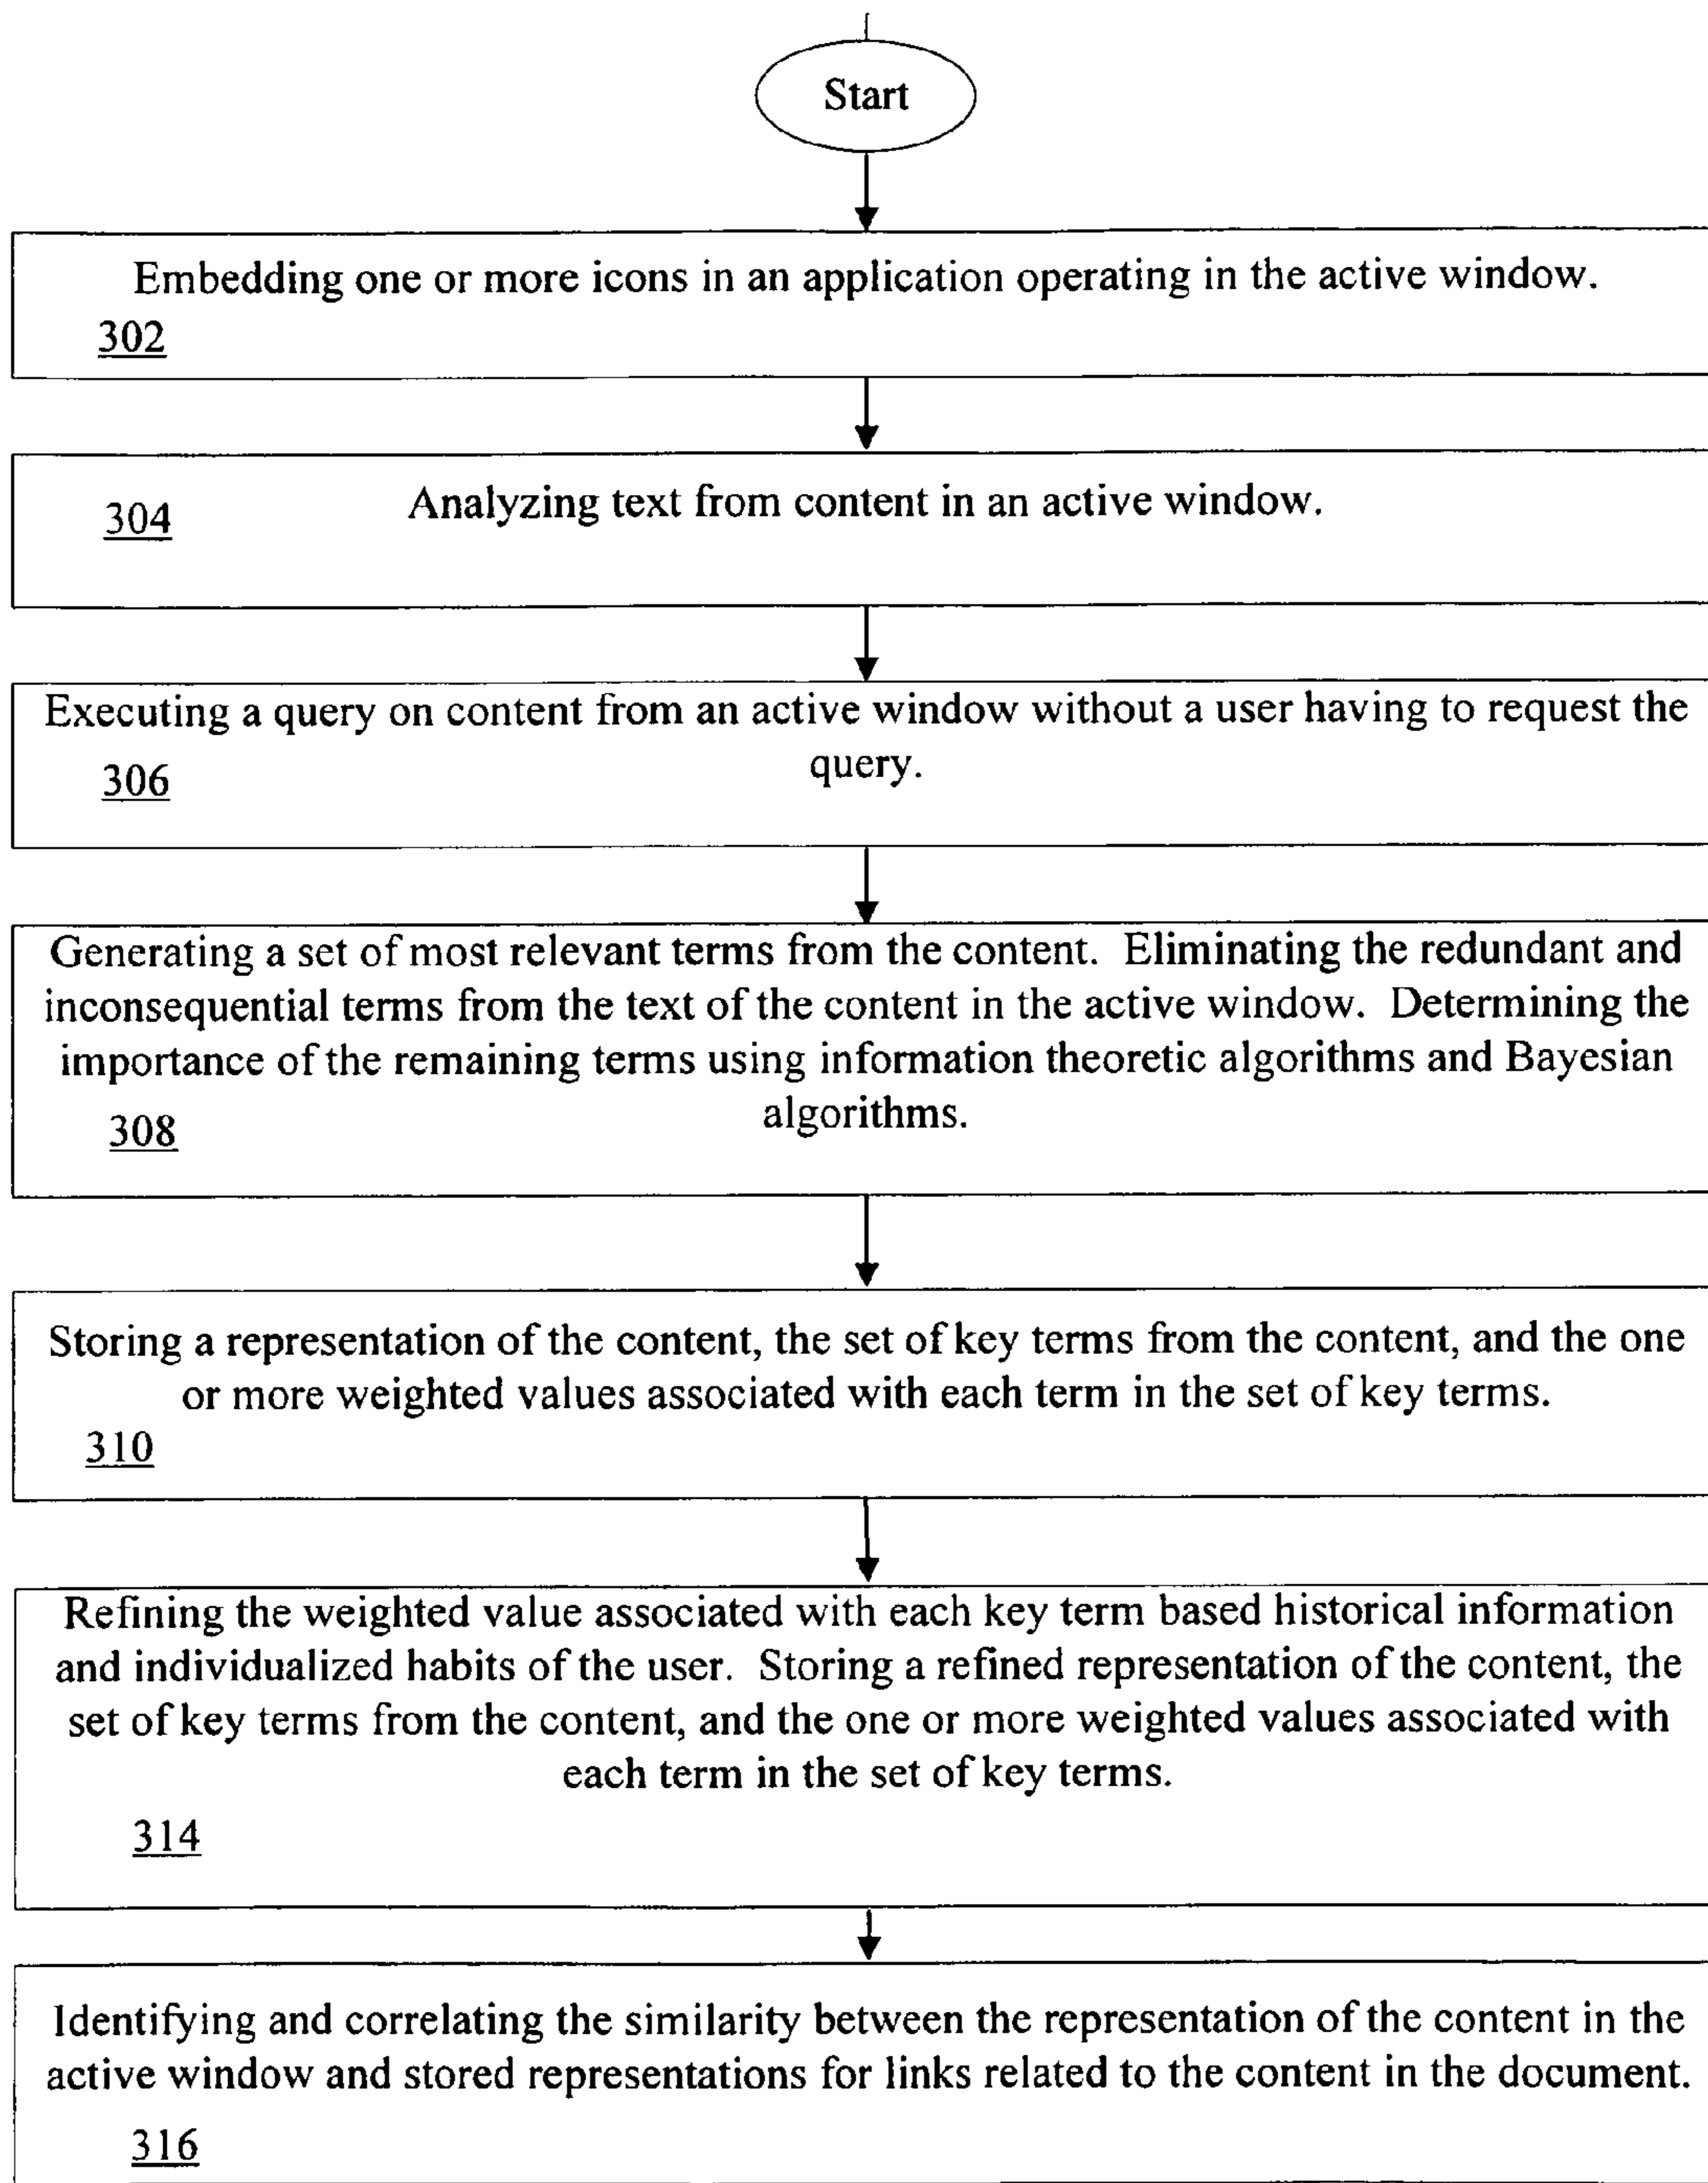 Start
Embedding one or more icons in an application operating in the active window.
302
304
Analyzing text from content in an active window.
Executing a query on content from an active window without a user having to request the
query.
306
Generating a set of most relevant terms from the content. Eliminating the redundant and
inconsequential terms from the text of the content in the active window. Determining the
importance of the remaining terms using information theoretic algorithms and Bayesian
algorithms.
308
Storing a representation of the content, the set of key terms from the content, and the one
or more weighted values associated with each term in the set of key terms.
310
Refining the weighted value associated with each key term based historical information
and individualized habits of the user. Storing a refined representation of the content, the
set of key terms from the content, and the one or more weighted values associated with
each term in the set of key terms.
314
Identifying and correlating the similarity between the representation of the content in the
active window and stored representations for links related to the content in the document.
316